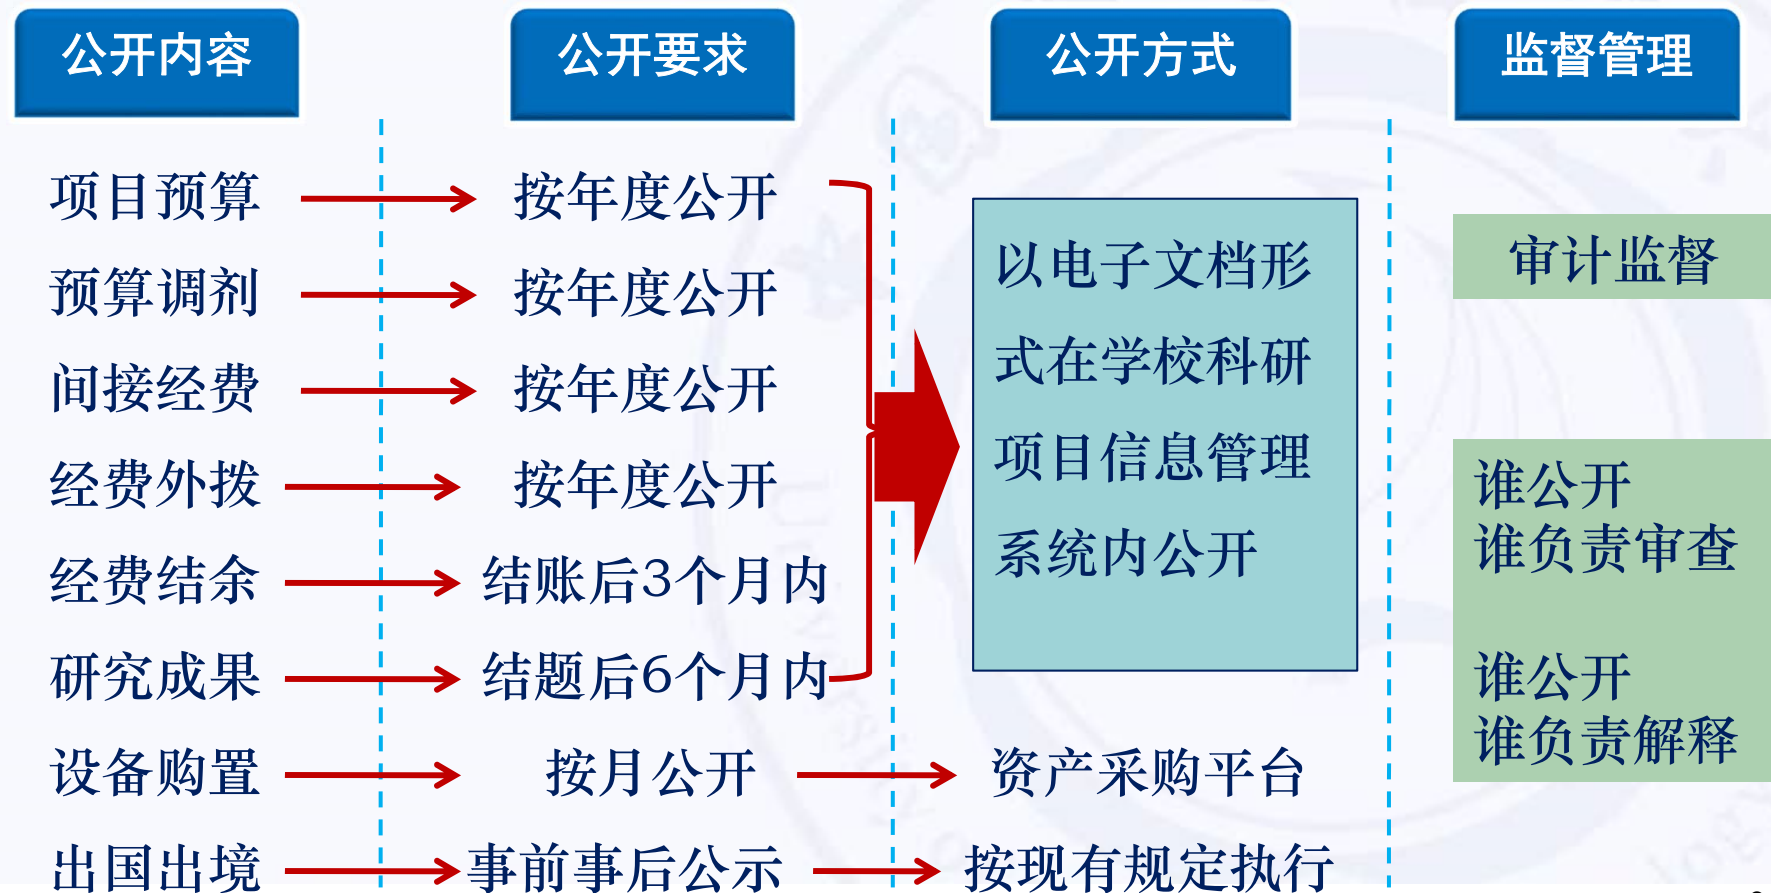 公开内容 公开要求 公开方式 监督管理
项目预算 按年度公开
预算调剂 按年度公开
间接经费 按年度公开
经费外拨 按年度公开
经费结余 结账后3个月内
研究成果 结题后6个月内
以电子文档形
式在学校科研
项目信息管理
系统内公开
设备购置 按月公开 资产采购平台
出国出境 事前事后公示 按现有规定执行
审计监督
谁公开
谁负责审查
谁公开
谁负责解释